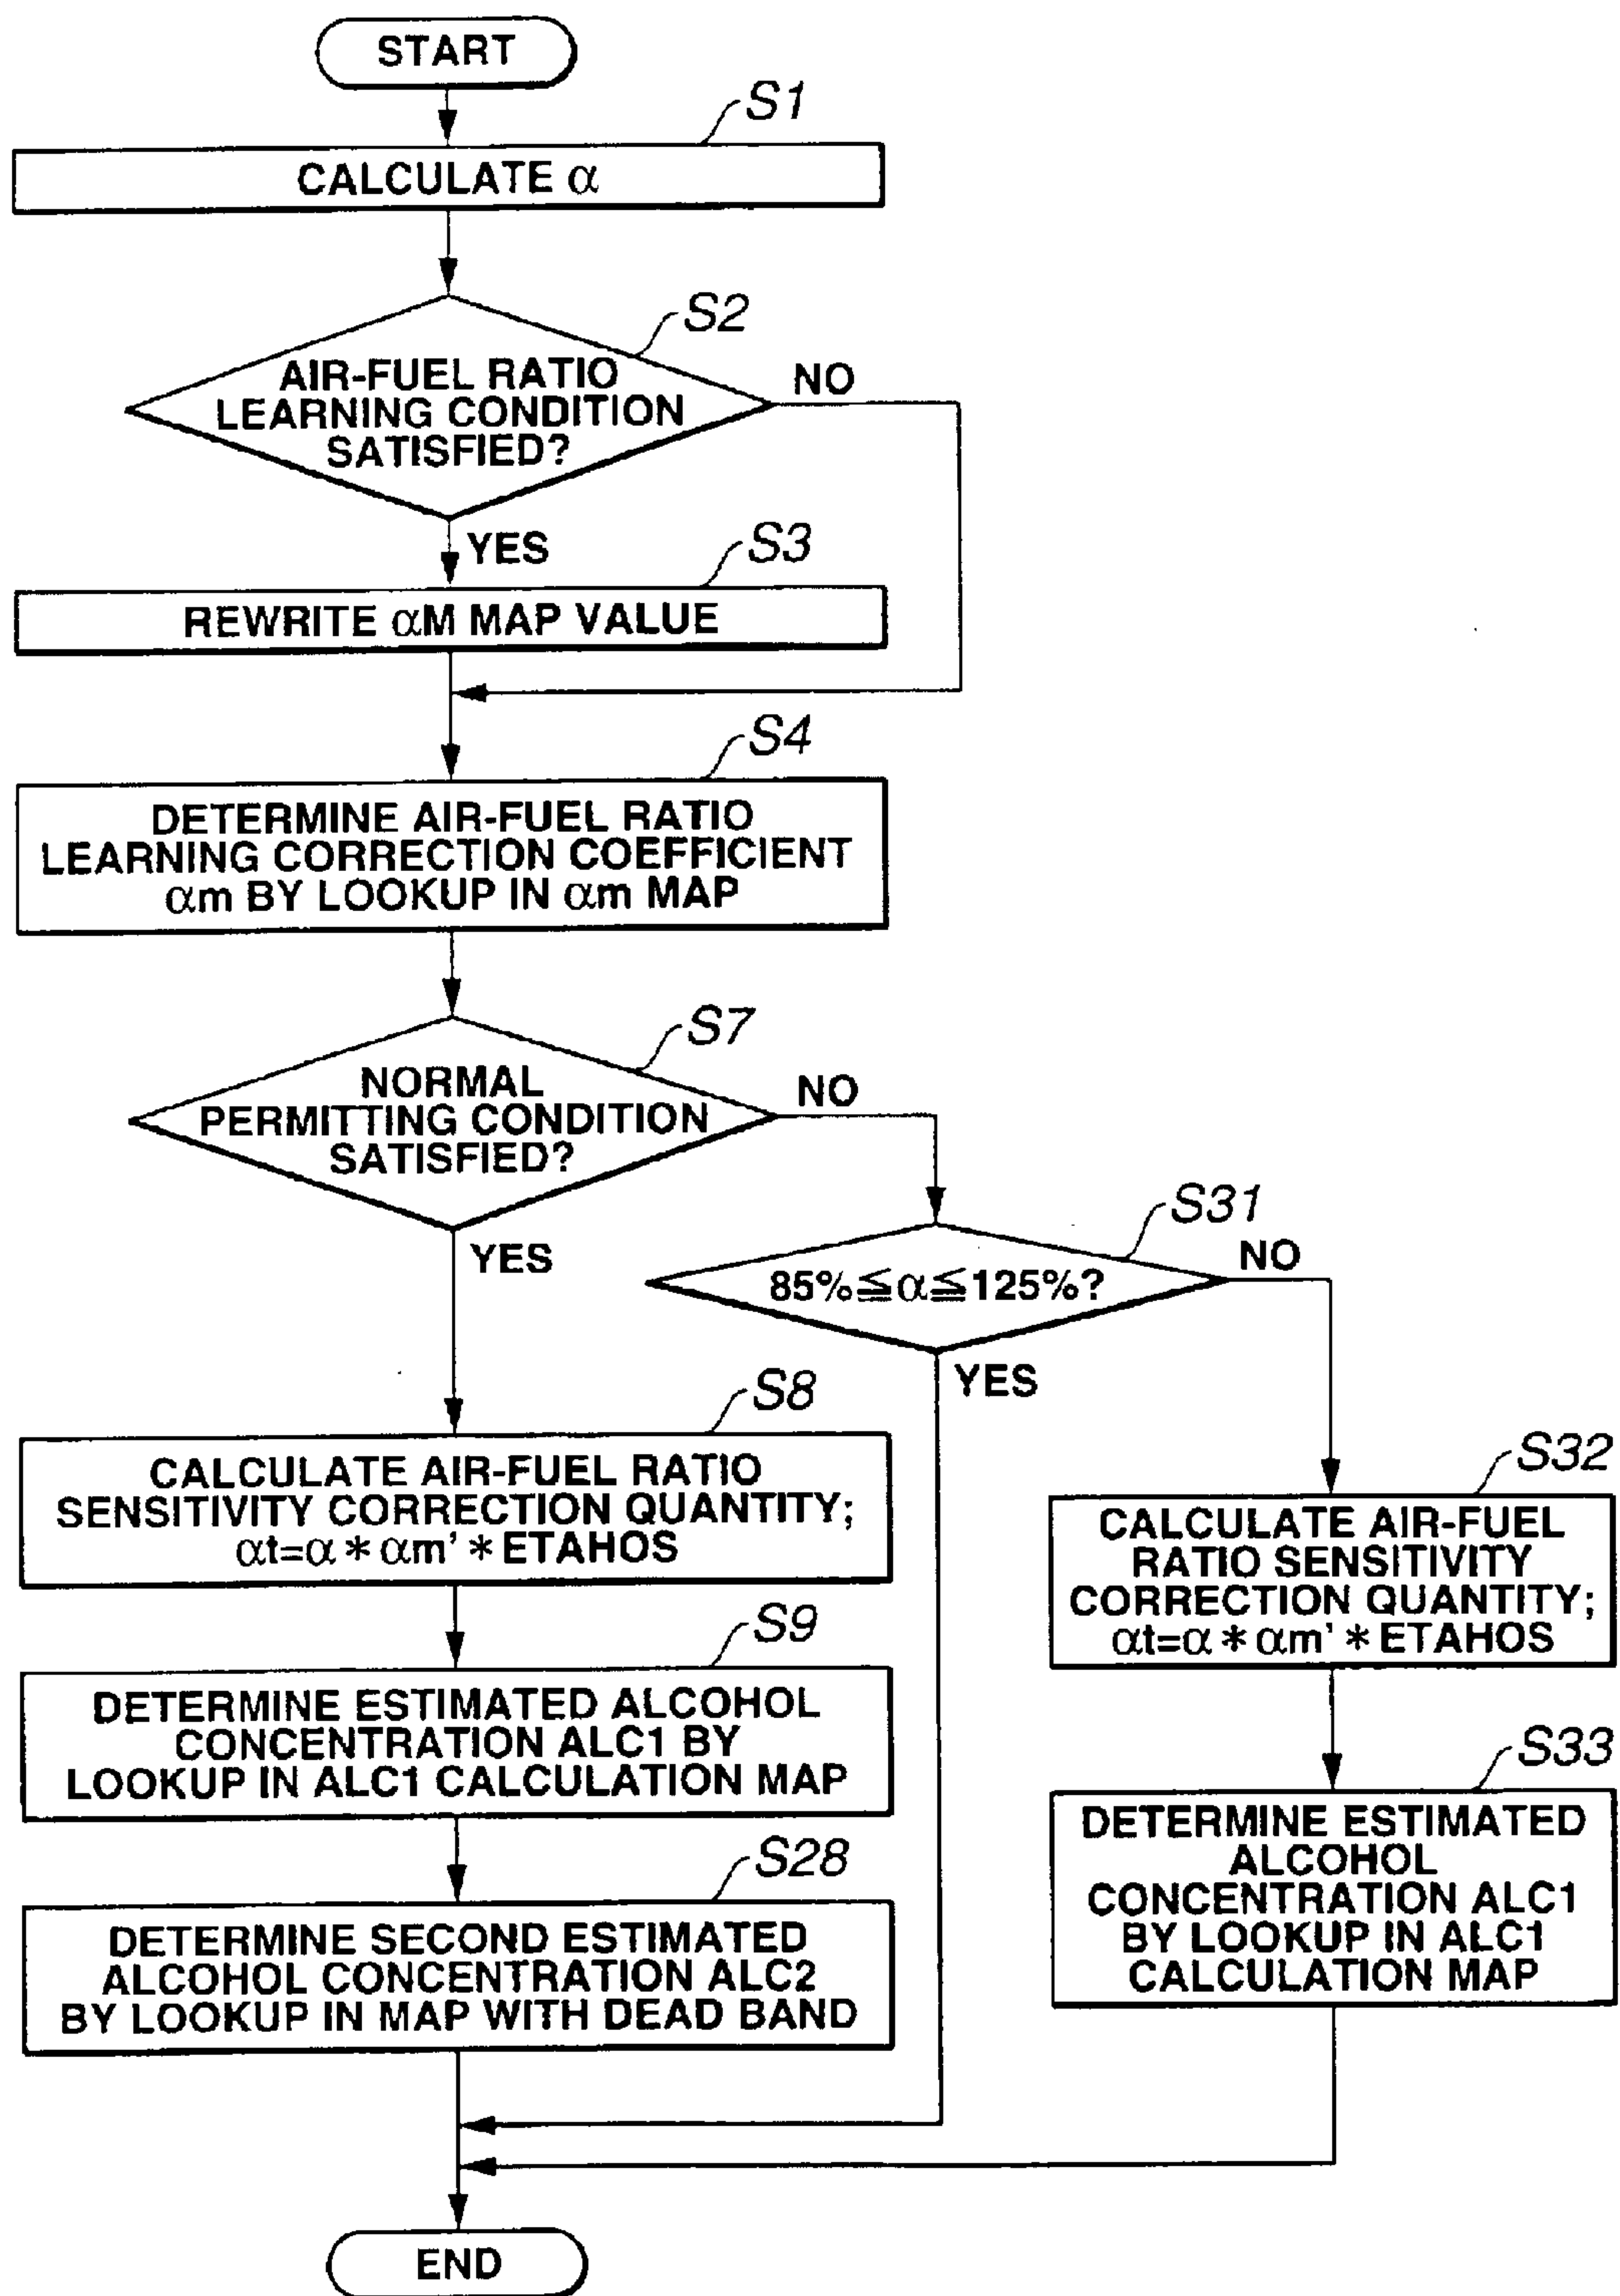 START
S1
CALCULATE α
S2
AIR-FUEL RATIO
LEARNING CONDITION
SATISFIED?
NO
YES
S3
REWRITE αM MAP VALUE
S4
DETERMINE AIR-FUEL RATIO
LEARNING CORRECTION COEFFICIENT
αm BY LOOKUP IN αm MAP
S7
NORMAL
PERMITTING CONDITION
SATISFIED?
NO
YES
S31
85%≦α≦125%?
NO
YES
S8
CALCULATE AIR-FUEL RATIO
SENSITIVITY CORRECTION QUANTITY;
αt=α*αm'*ETAHOS
S32
CALCULATE AIR-FUEL
RATIO SENSITIVITY
CORRECTION QUANTITY;
αt=α*αm'*ETAHOS
S9
DETERMINE ESTIMATED ALCOHOL
CONCENTRATION ALC1 BY
LOOKUP IN ALC1 CALCULATION MAP
S33
DETERMINE ESTIMATED
ALCOHOL
CONCENTRATION ALC1
BY LOOKUP IN ALC1
CALCULATION MAP
S28
DETERMINE SECOND ESTIMATED
ALCOHOL CONCENTRATION ALC2
BY LOOKUP IN MAP WITH DEAD BAND
END